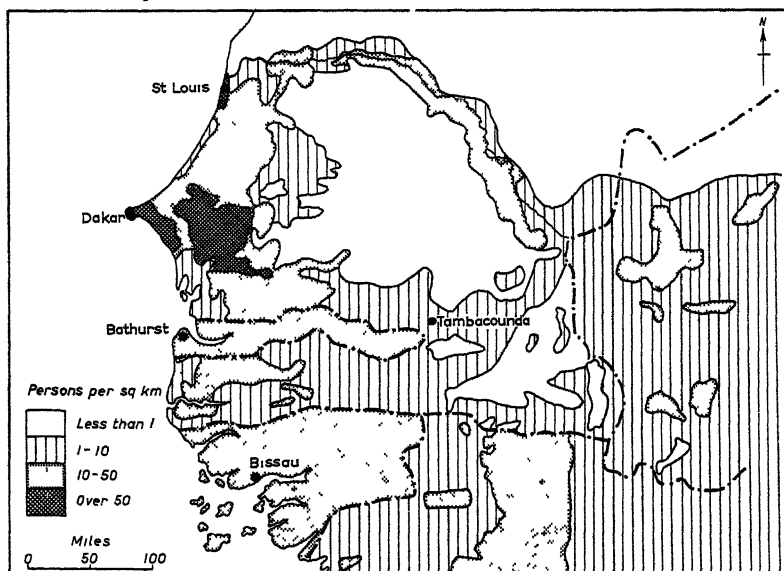 N
St Louis
Dakar
Bathurst
Tambacounda
Bissau
Persons per sq km
Less than 1
1-10
10-50
Over 50
Miles
0 50 100